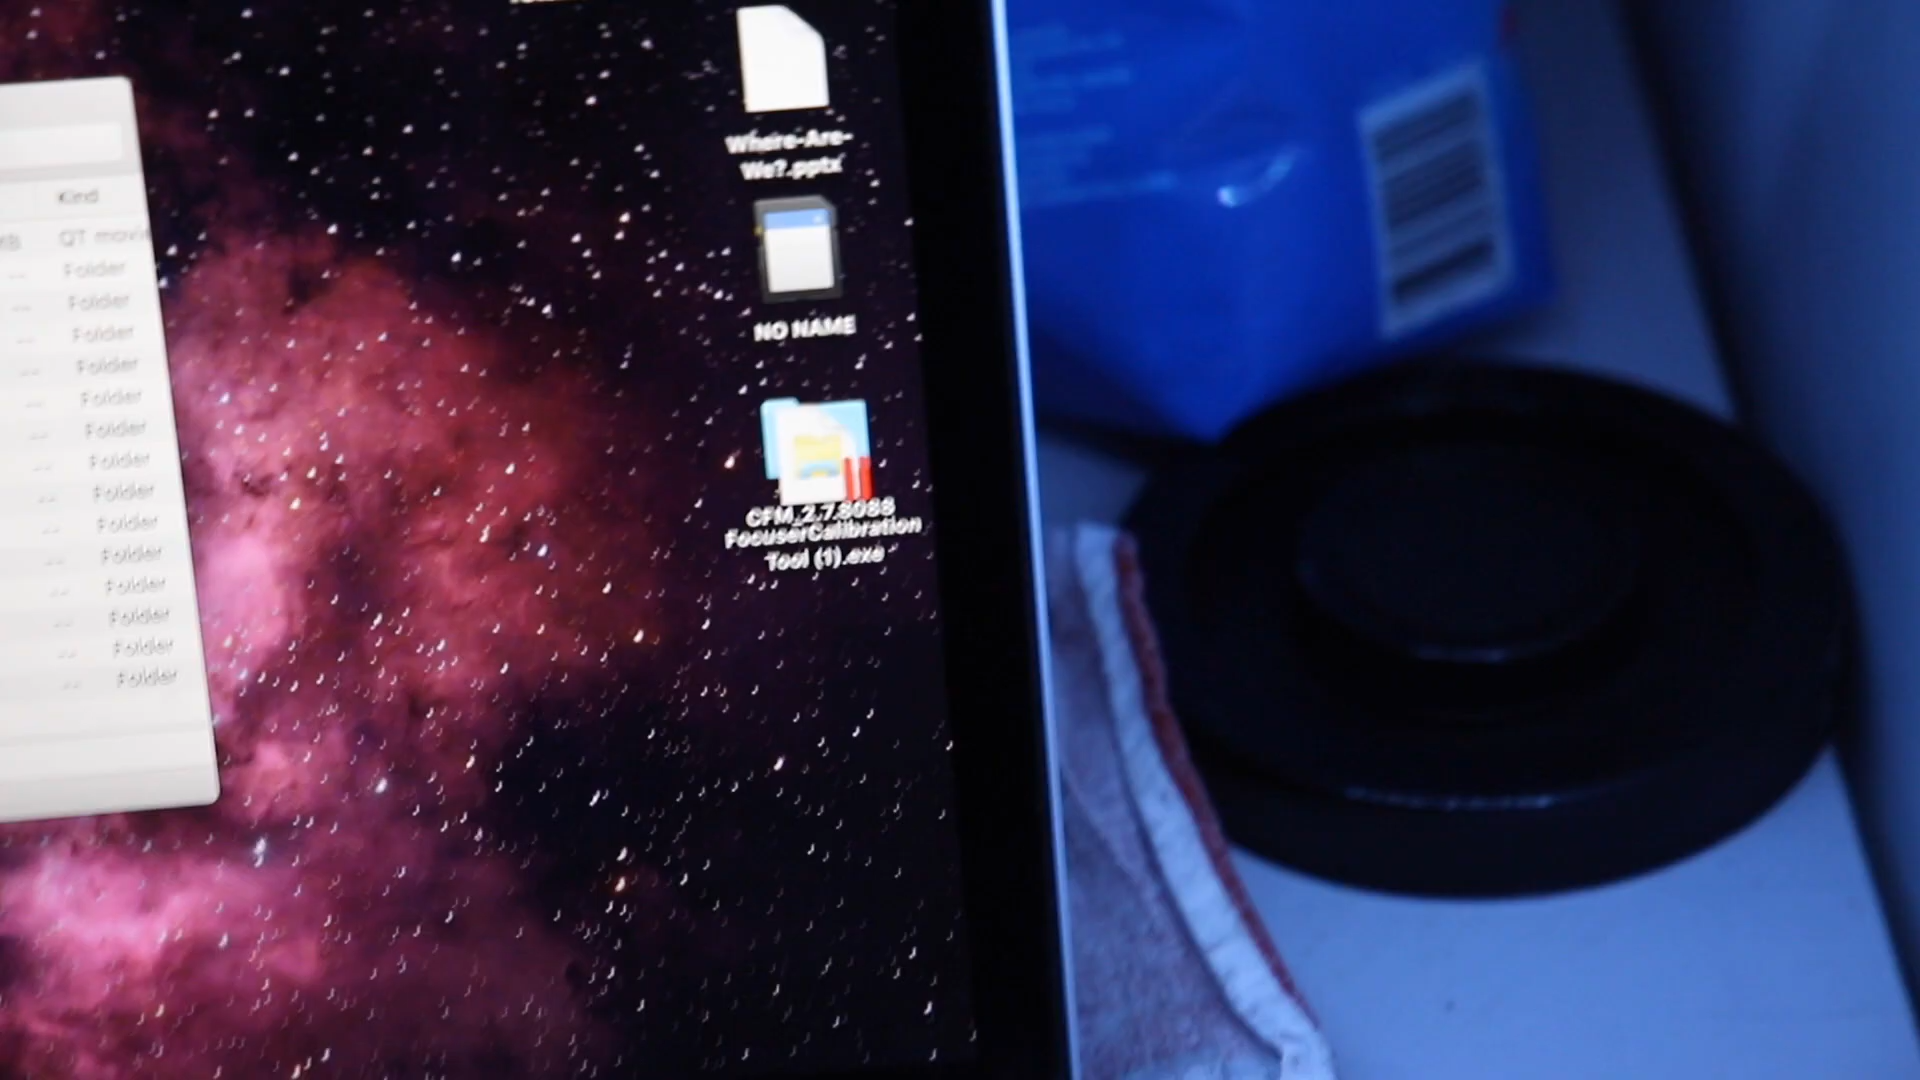 Where-Are-
We?.pptx
Kind
QT movie
Folder
Folder
NO NAME
Folder
Folder
Folder
Folder
Folder
Folder
CFM_2.7.8088
FocuserCalibration
Tool (1).exe
Folder
Folder
Folder
Folder
Folder
Folder